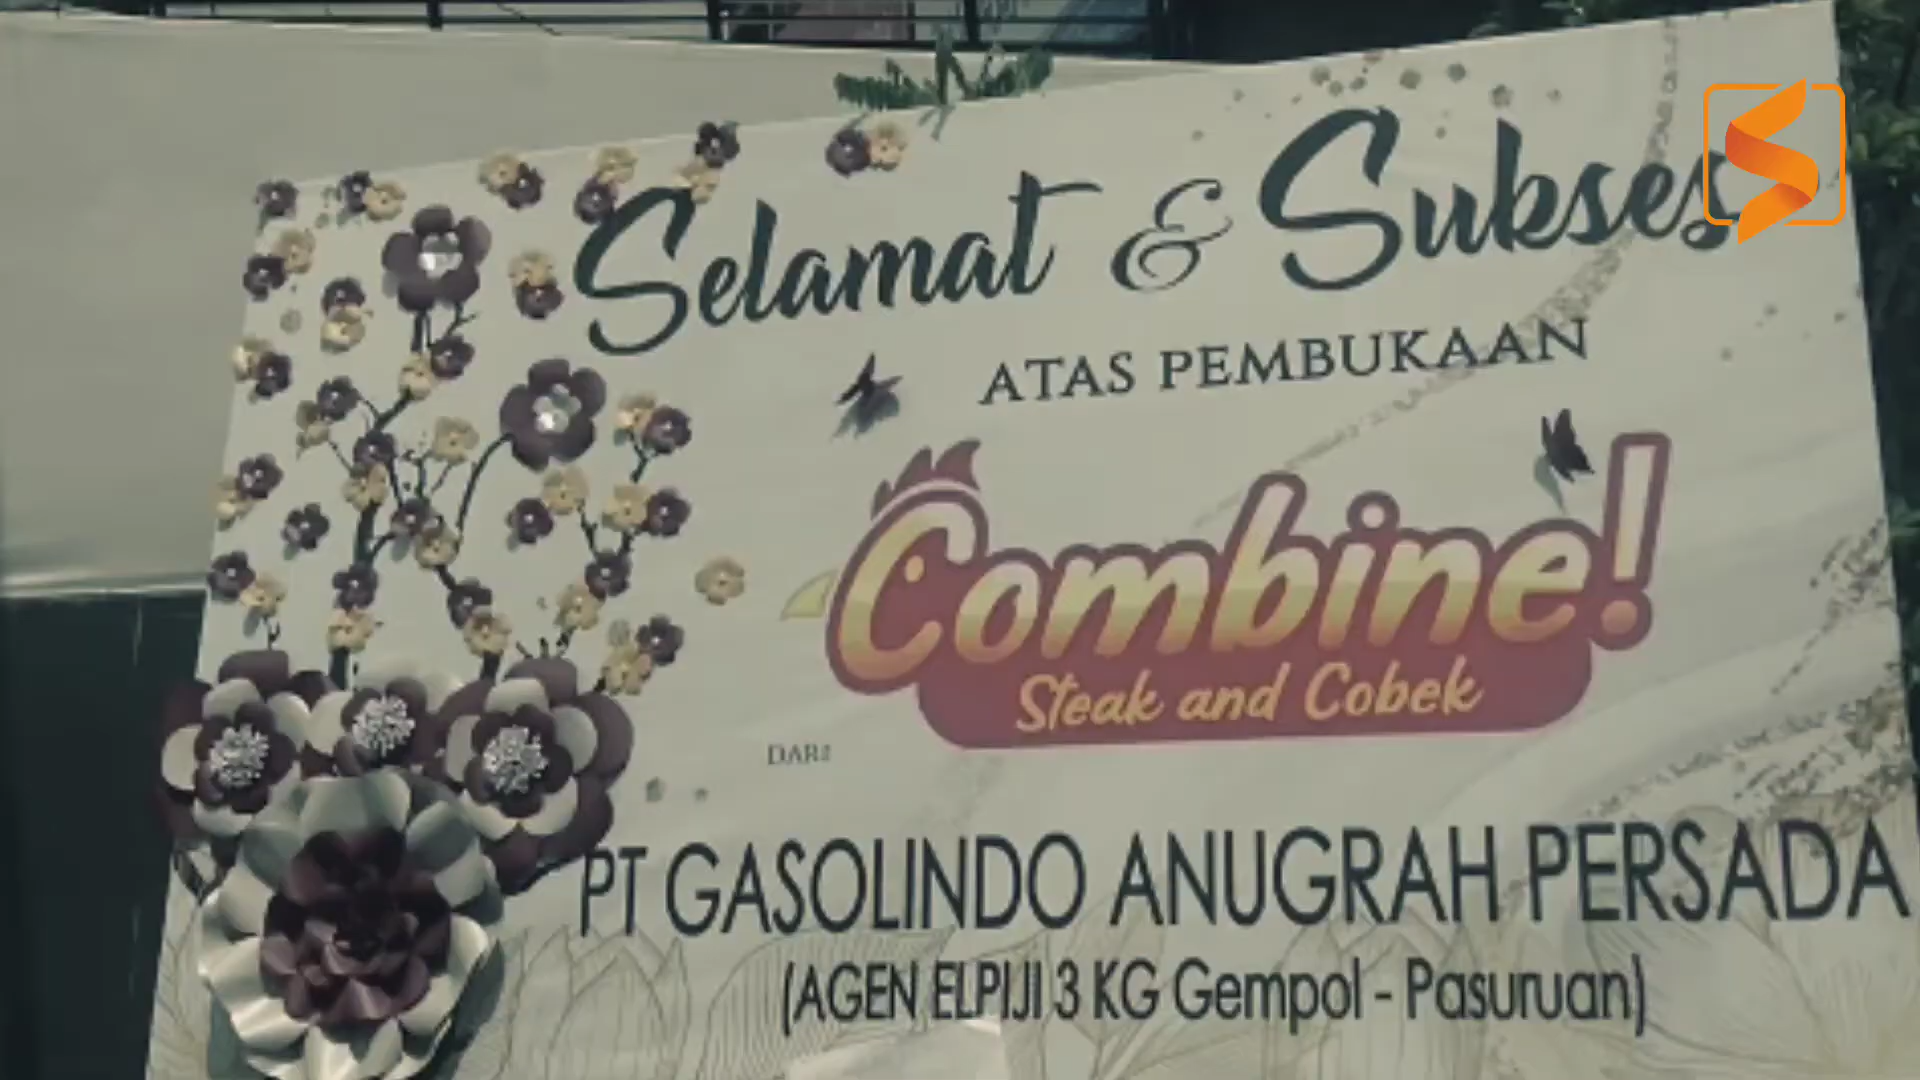 Selamat & Sukses
ATAS PEMBUKAAN
Combine!
Steak and Cobek
DARI
PT GASOLINDO ANUGRAH PERSADA
(AGEN ELPIJI 3 KG Gempol - Pasuruan)